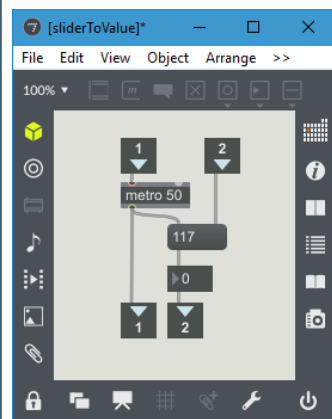 [sliderToValue]*
File Edit View Object Arrange >>
100%
1 2
metro 50
117
0
1 2